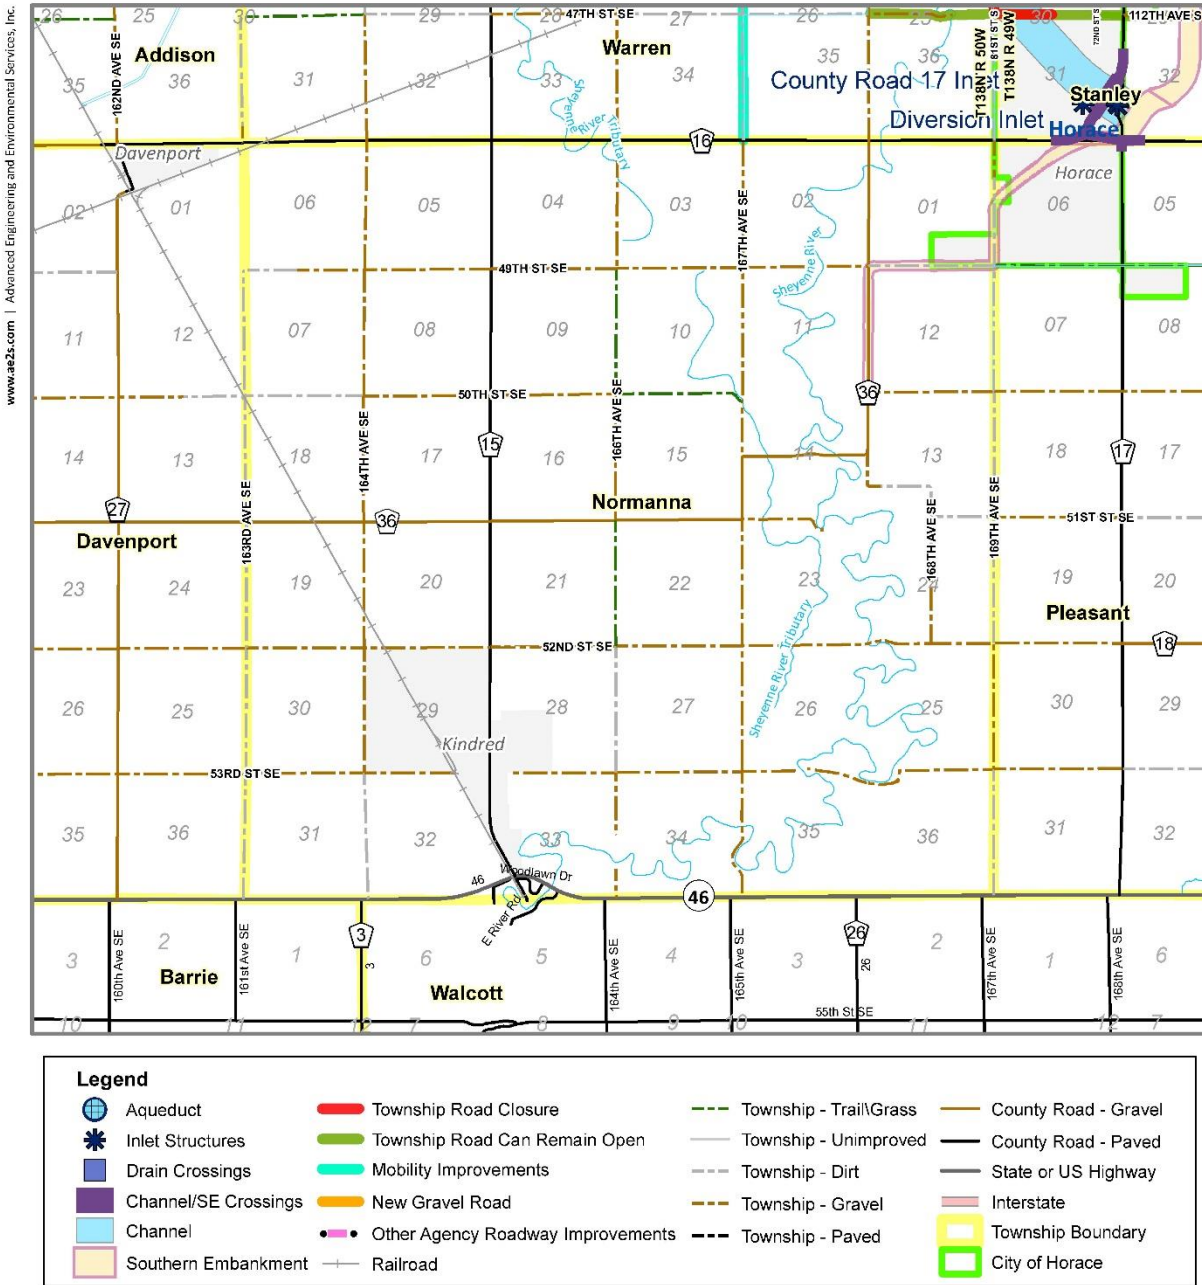 www.ae2s.com | Advanced Engineering and Environmental Services, Inc.
26 25 30 29 28 47TH ST SE 27 26 25 30 112TH AVE S
Addison
Warren
162ND AVE SE
35 36 31 32 33 34 35 36 31 32
81ST ST S
72ND ST S
T138N R 50W
T138N R 49W
County Road 17 Inlet
Stanley
Diversion Inlet
Horace
Sheyenne River Tributary
Davenport
16
Horace
02 01 06 05 04 03 02 01 06 05
167TH AVE SE
Sheyenne River
49TH ST SE
11 12 07 08 09 10 11 12 07 08
50TH ST SE
36
163RD AVE SE
164TH AVE SE
15
166TH AVE SE
17
14 13 18 17 16 15 14 13 18 17
27
36
Normanna
168TH AVE SE
169TH AVE SE
51ST ST SE
Davenport
23 24 19 20 21 22 23 24 19 20
Pleasant
52ND ST SE
18
Sheyenne River Tributary
26 25 30 29 28 27 26 25 30 29
Kindred
53RD ST SE
35 36 31 32 33 34 35 36 31 32
46
Woodlawn Dr
46
E River Rd
3
26
3 2 1 6 5 4 3 2 1 6
160th Ave SE
161st Ave SE
3
164th Ave SE
165th Ave SE
26
167th Ave SE
168th Ave SE
Barrie
Walcott
55th St SE
10 11 12 7 8 9 10 11 12 7
Legend
Aqueduct
Inlet Structures
Drain Crossings
Channel/SE Crossings
Channel
Southern Embankment
Township Road Closure
Township Road Can Remain Open
Mobility Improvements
New Gravel Road
Other Agency Roadway Improvements
Railroad
Township - Trail\Grass
Township - Unimproved
Township - Dirt
Township - Gravel
Township - Paved
County Road - Gravel
County Road - Paved
State or US Highway
Interstate
Township Boundary
City of Horace